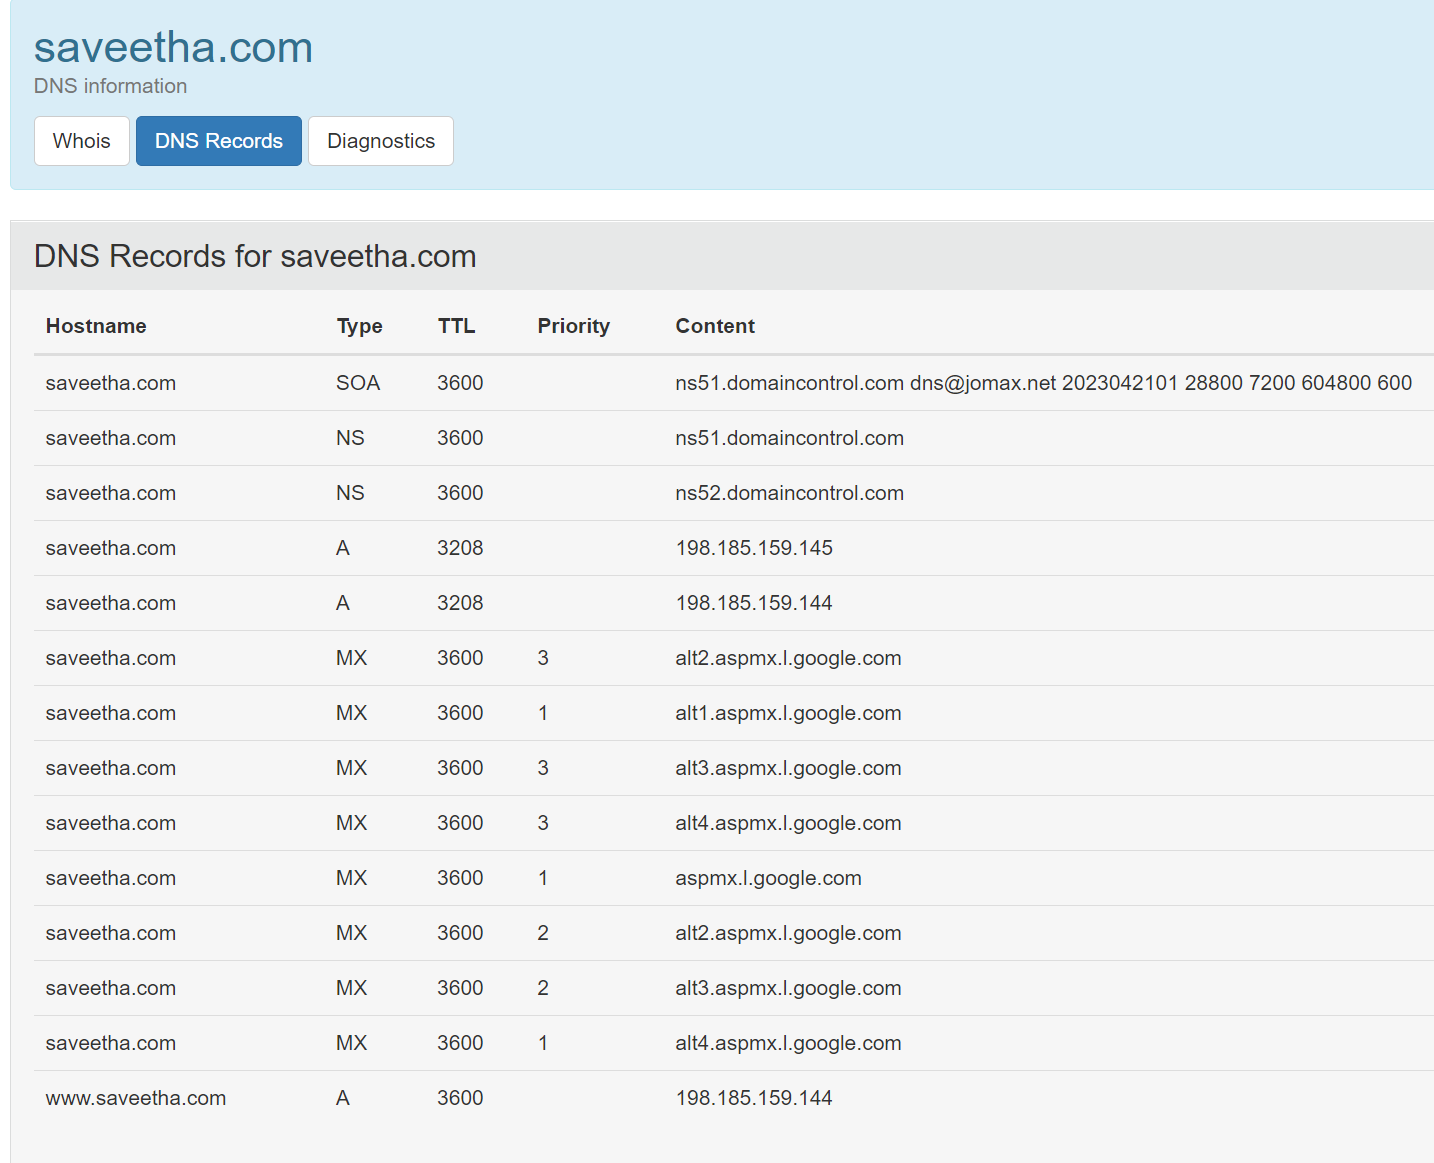 saveetha.com
DNS information
Whois DNS Records Diagnostics
DNS Records for saveetha.com
Hostname Type TTL Priority Content
saveetha.com SOA 3600 ns51.domaincontrol.com dns@jomax.net 2023042101 28800 7200 604800 600
saveetha.com NS 3600 ns51.domaincontrol.com
saveetha.com NS 3600 ns52.domaincontrol.com
saveetha.com A 3208 198.185.159.145
saveetha.com A 3208 198.185.159.144
saveetha.com MX 3600 3 alt2.aspmx.l.google.com
saveetha.com MX 3600 1 alt1.aspmx.l.google.com
saveetha.com MX 3600 3 alt3.aspmx.l.google.com
saveetha.com MX 3600 3 alt4.aspmx.l.google.com
saveetha.com MX 3600 1 aspmx.l.google.com
saveetha.com MX 3600 2 alt2.aspmx.l.google.com
saveetha.com MX 3600 2 alt3.aspmx.l.google.com
saveetha.com MX 3600 1 alt4.aspmx.l.google.com
www.saveetha.com A 3600 198.185.159.144